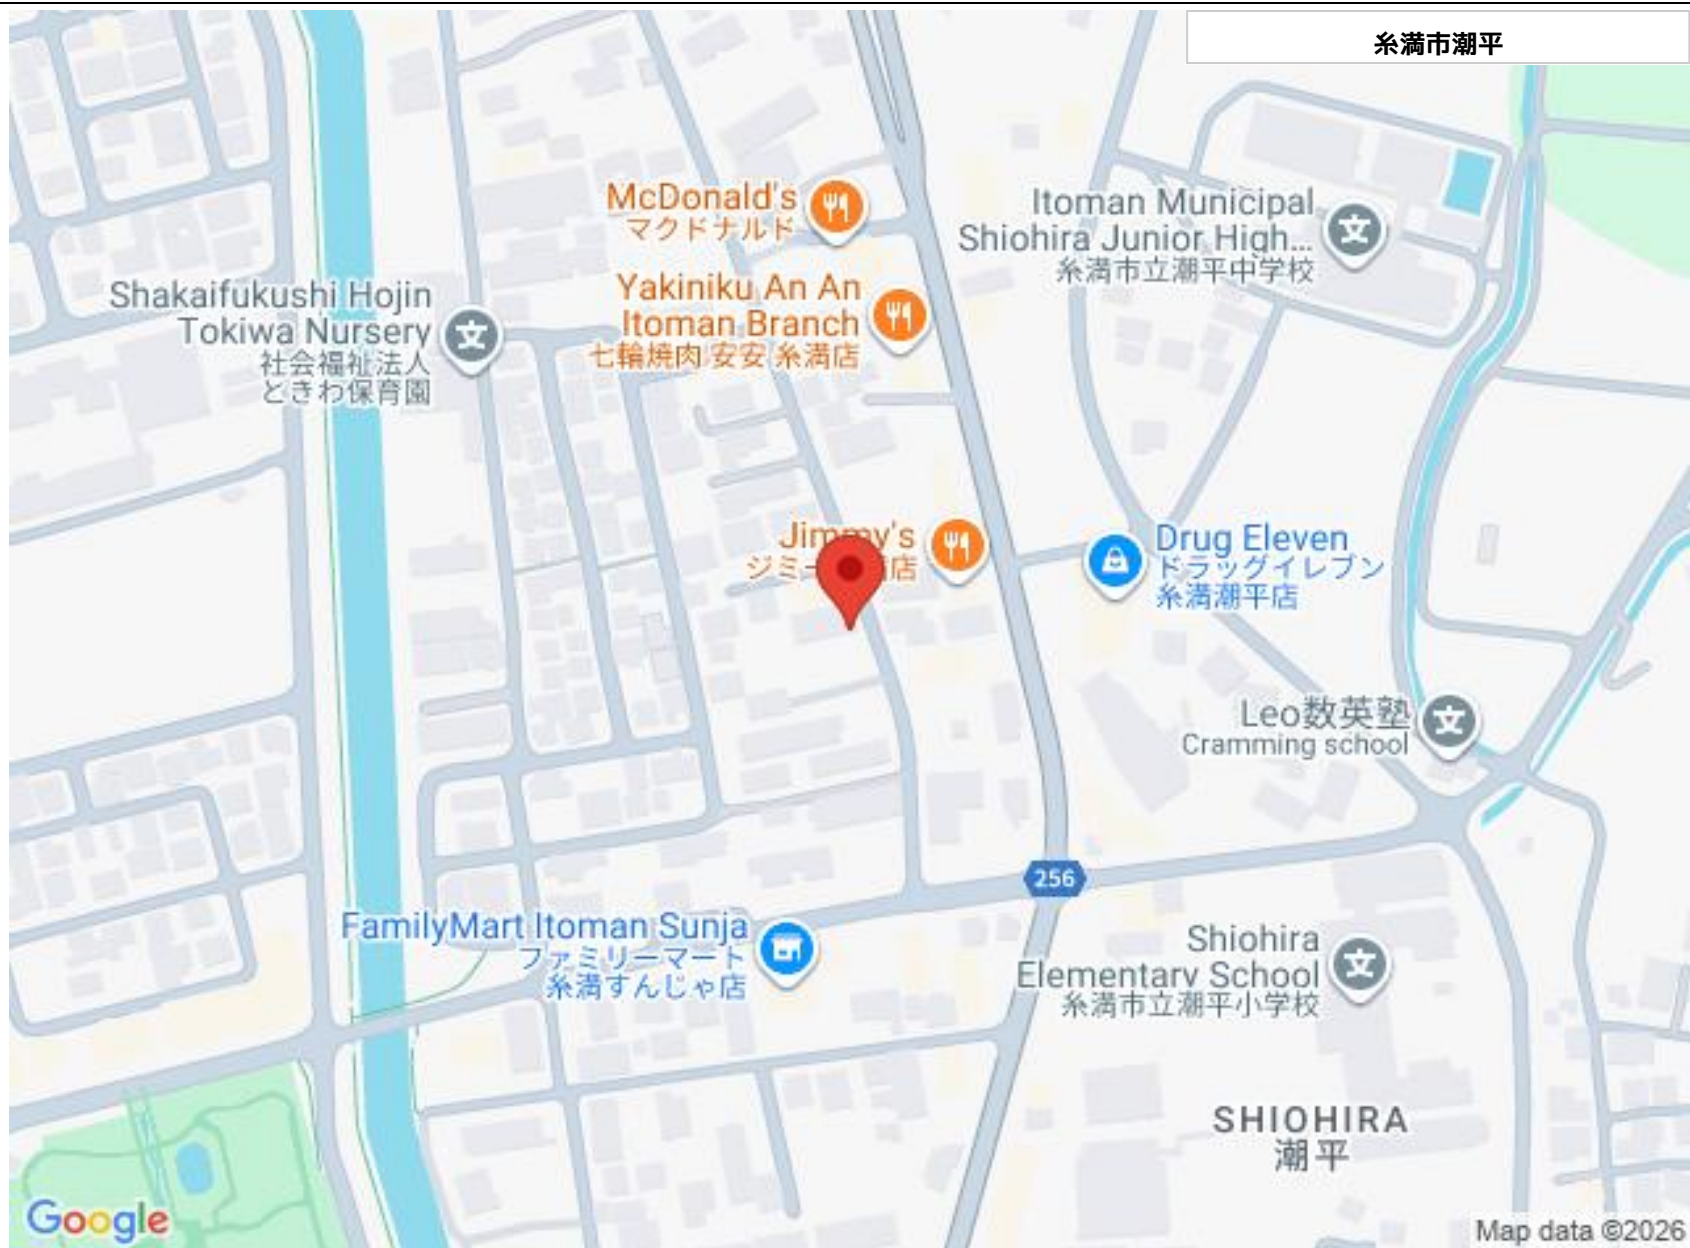 糸満市潮平
McDonald's
マクドナルド
Itoman Municipal
Shiohira Junior High...
糸満市立潮平中学校
Yakiniku An An
Itoman Branch
七輪焼肉 安安 糸満店
Shakaifukushi Hojin
Tokiwa Nursery
社会福祉法人
ときわ保育園
Jimmy's
ジミー 店
Drug Eleven
ドラッグイレブン
糸満潮平店
Leo数英塾
Cramming school
256
FamilyMart Itoman Sunja
ファミリーマート
糸満すんじゃ店
Shiohira
Elementary School
糸満市立潮平小学校
SHIOHIRA
潮平
Google
Map data ©2026